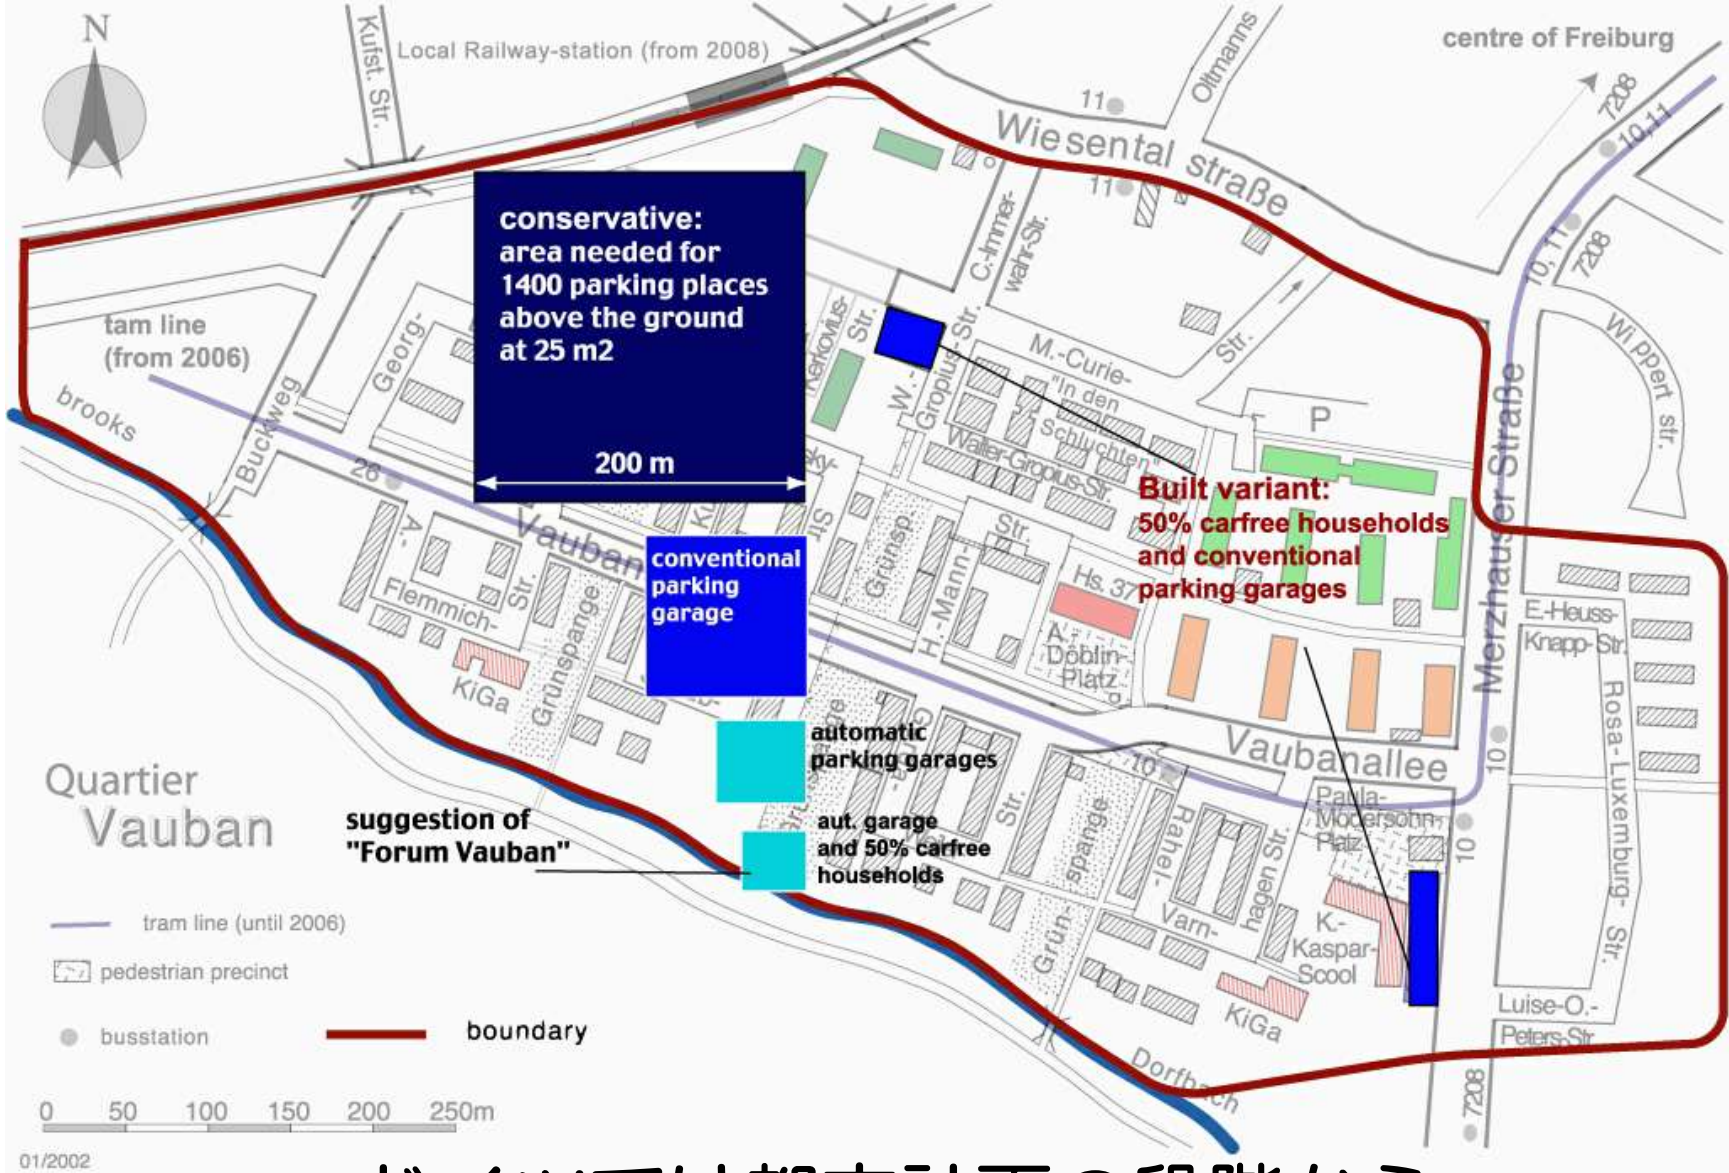 N
Kufst. Str.
Local Railway-station (from 2008)
centre of Freiburg
Oltmanns
7208
10,11
11
Wiesental straße
11
10, 11
7208
C.-Immer-
wahr-Str.
conservative:
area needed for
1400 parking places
above the ground
at 25 m2
200 m
tam line
(from 2006)
Georg-
Kerkovius-
Str.
W.-
Gropius-Str.
M.-Curie-
Str.
"In den
Schluchten"
Walter-Gropius-Str.
P
Wippert str.
brooks
Buckweg
26
Vauban
sky-
Str.
Built variant:
50% carfree households
and conventional
parking garages
Merzhauser Straße
A.-
Flemmich-
Str.
KiGa
Grünspange
conventional
parking
garage
Grünsp.
H.-Mann-
Str.
Hs. 37
A.-
Döblin-
Platz
E.-Heuss-
Knapp-Str.
Rosa-Luxemburg-
Str.
automatic
parking garages
Vaubanallee
10
10
Quartier
Vauban
suggestion of
"Forum Vauban"
aut. garage
and 50% carfree
households
Str.
Grün-
spange
Rahel-
Varn-
hagen Str.
Paula-
Modersohn-
Platz
10
K.-
Kaspar-
Scool
KiGa
Luise-O.-
Peters-Str.
tram line (until 2006)
pedestrian precinct
busstation
boundary
Dorfbach
7208
0 50 100 150 200 250m
01/2002